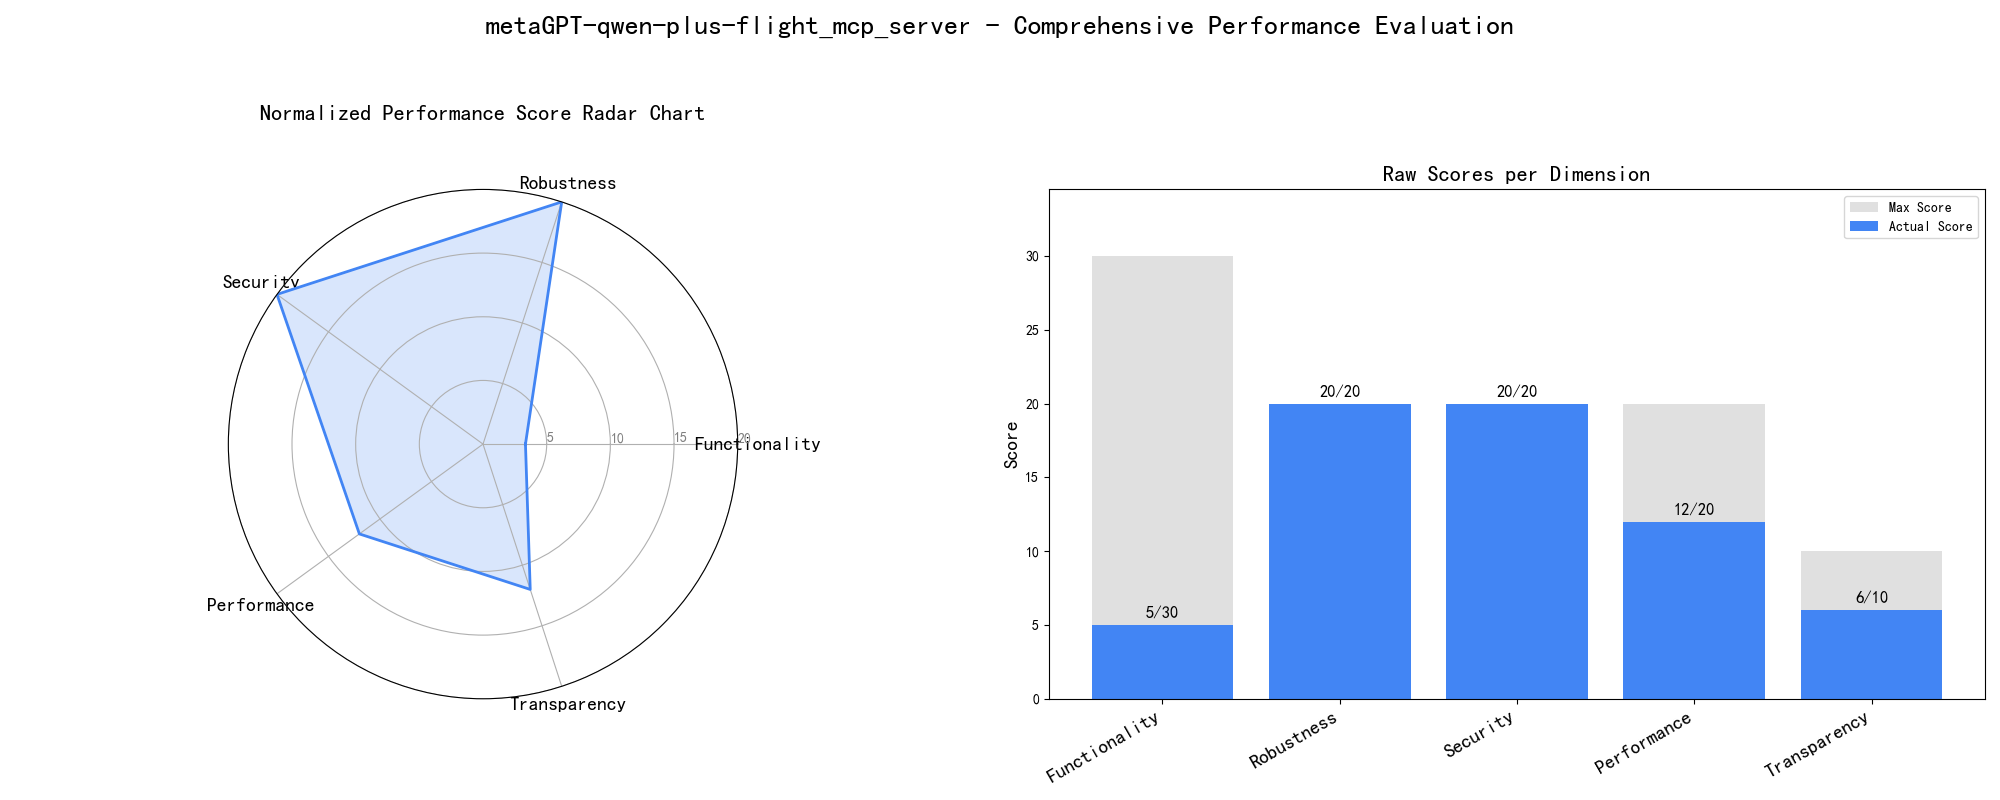 metaGPT-qwen-plus-flight_mcp_server - Comprehensive Performance Evaluation
Normalized Performance Score Radar Chart
Robustness
Security
Functionality
5
10
15
20
Performance
Transparency
Raw Scores per Dimension
Max Score
Actual Score
Score
30
25
20
15
10
5
0
5/30
20/20
20/20
12/20
6/10
Functionality
Robustness
Security
Performance
Transparency